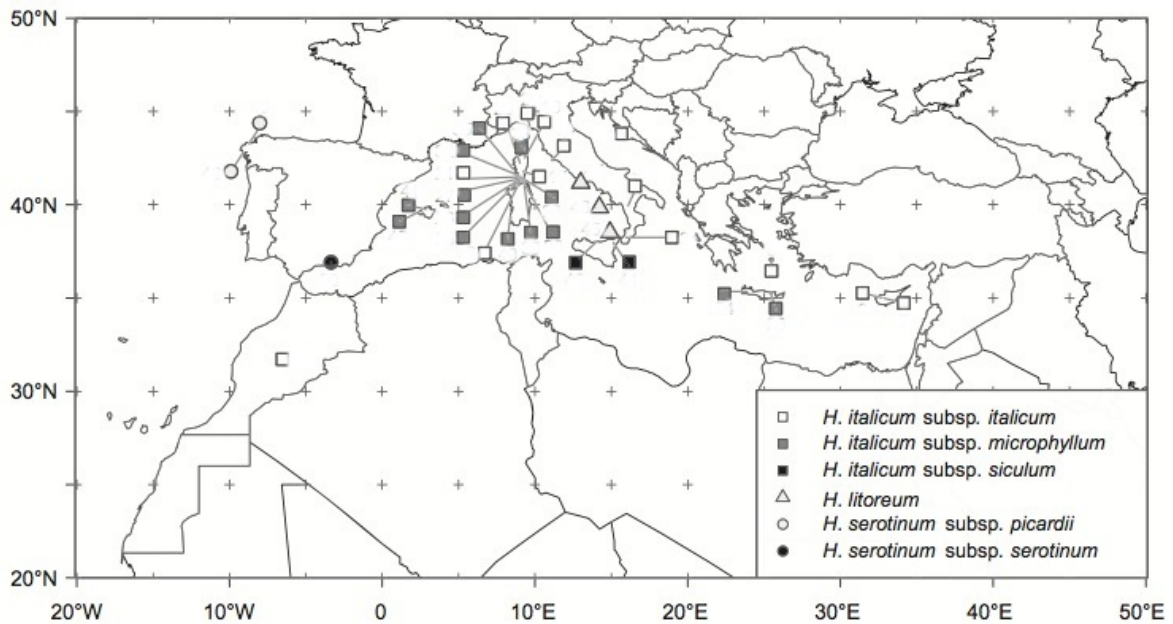 50°N
40°N
30°N
20°N
H. italicum subsp. italicum
H. italicum subsp. microphyllum
H. italicum subsp. siculum
H. litoreum
H. serotinum subsp. picardii
H. serotinum subsp. serotinum
20°W 10°W 0 10°E 20°E 30°E 40°E 50°E